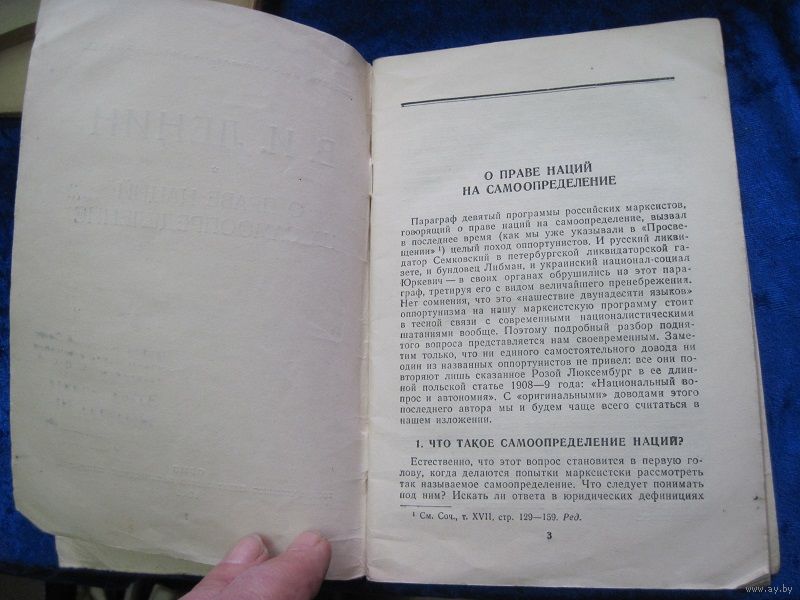 В. И. ЛЕНИН
О ПРАВЕ НАЦИЙ
НА САМООПРЕДЕЛЕНИЕ
Параграф девятый программы российских марксистов,
говорящий о праве наций на самоопределение, вызвал
в последнее время (как мы уже указывали в «Просве-
щении» ¹) целый поход оппортунистов. И русский ликви-
датор Семковский в петербургской ликвидаторской га-
зете, и бундовец Либман, и украинский национал-социал
Юркевич — в своих органах обрушились на этот пара-
граф, третируя его с видом величайшего пренебрежения.
Нет сомнения, что это «нашествие двунадесяти языков»
оппортунизма на нашу марксистскую программу стоит
в тесной связи с современными националистическими
шатаниями вообще. Поэтому подробный разбор подня-
того вопроса представляется нам своевременным. Заме-
тим только, что ни единого самостоятельного довода ни
один из названных оппортунистов не привел: все они по-
вторяют лишь сказанное Розой Люксембург в ее длин-
ной польской статье 1908—9 года: «Национальный во-
прос и автономия». С «оригинальными» доводами этого
последнего автора мы и будем чаще всего считаться в
нашем изложении.
1. ЧТО ТАКОЕ САМООПРЕДЕЛЕНИЕ НАЦИЙ?
Естественно, что этот вопрос становится в первую го-
лову, когда делаются попытки марксистски рассмотреть
так называемое самоопределение. Что следует понимать
под ним? Искать ли ответа в юридических дефинициях
¹ См. Соч., т. XVII, стр. 129—159. Ред.
3
www.ay.by